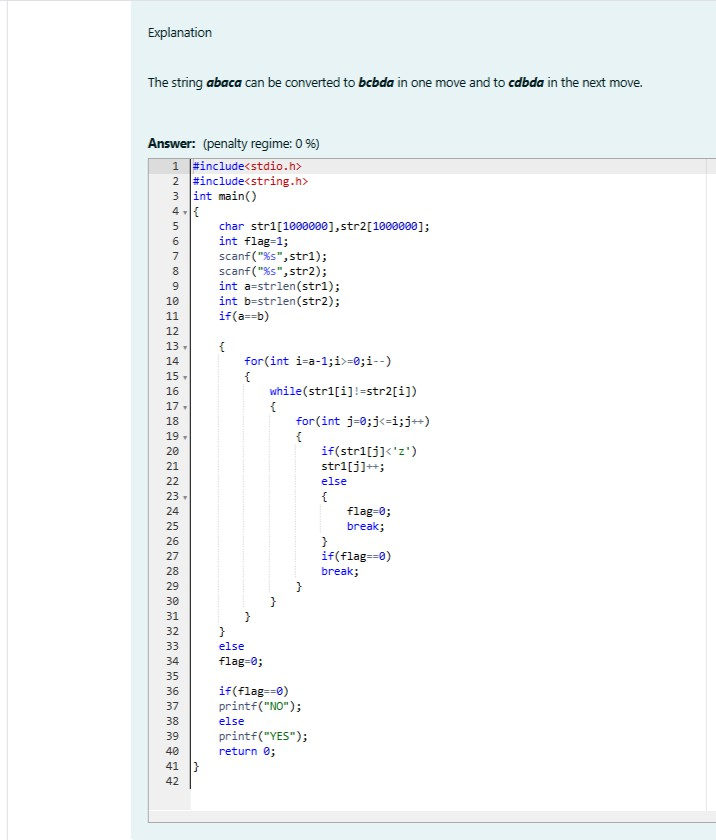 Explanation
The string abaca can be converted to bcbda in one move and to cdbda in the next move.
Answer: (penalty regime: 0 %)
1 #include<stdio.h>
2 #include<string.h>
3 int main()
4 {
5 char str1[1000000],str2[1000000];
6 int flag=1;
7 scanf("%s",str1);
8 scanf("%s",str2);
9 int a=strlen(str1);
10 int b=strlen(str2);
11 if(a==b)
12
13 {
14 for(int i=a-1;i>=0;i--)
15 {
16 while(str1[i]!=str2[i])
17 {
18 for(int j=0;j<=i;j++)
19 {
20 if(str1[j]<'z')
21 str1[j]++;
22 else
23 {
24 flag=0;
25 break;
26 }
27 if(flag==0)
28 break;
29 }
30 }
31 }
32 }
33 else
34 flag=0;
35
36 if(flag==0)
37 printf("NO");
38 else
39 printf("YES");
40 return 0;
41 }
42